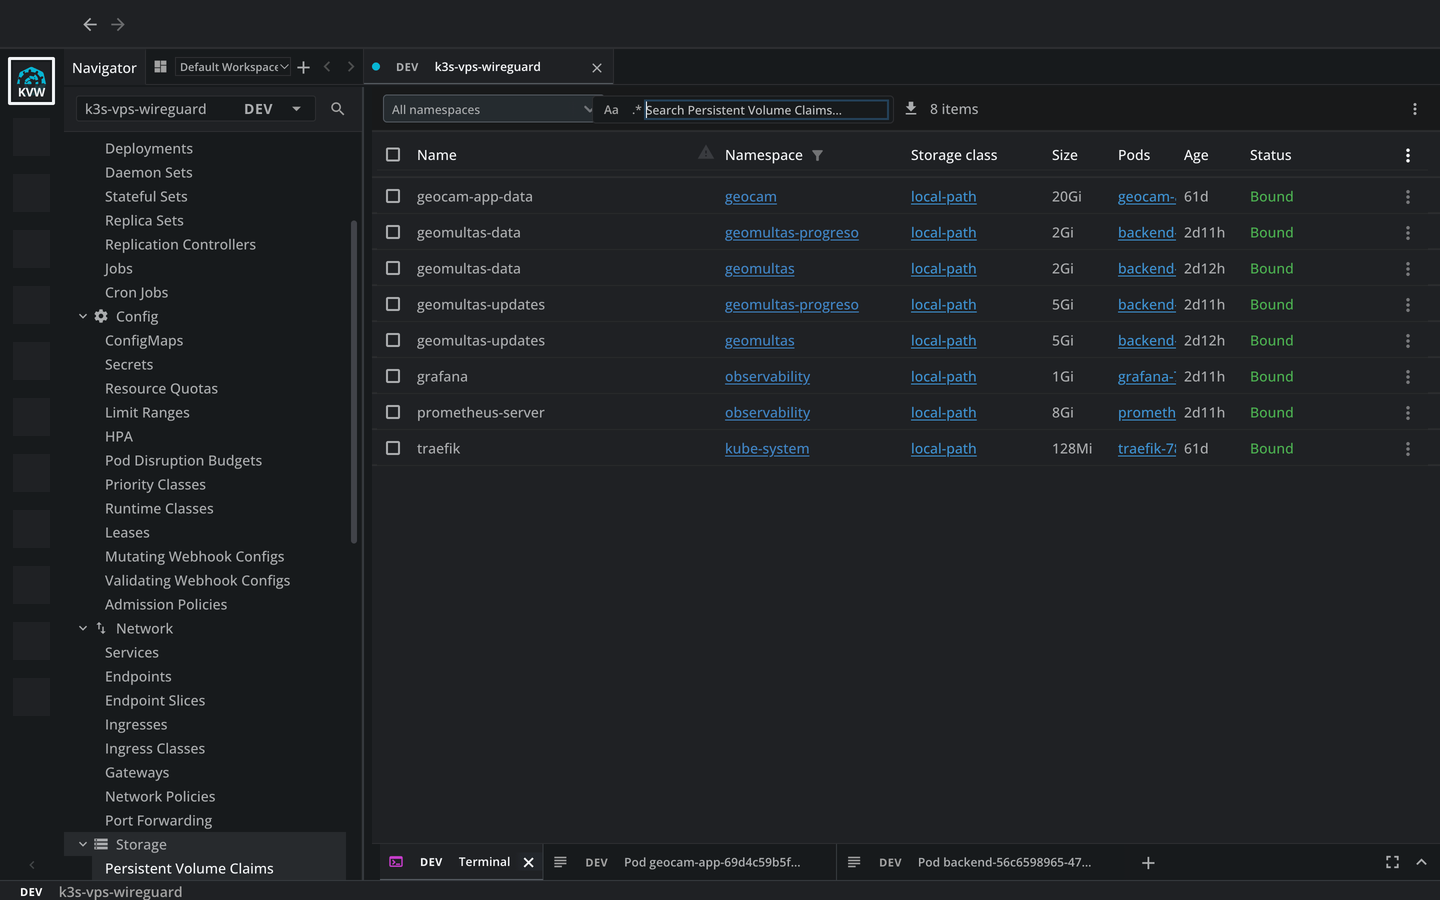 KVW
Navigator
Default Workspace
DEV k3s-vps-wireguard
k3s-vps-wireguard DEV
All namespaces
Aa .* Search Persistent Volume Claims...
8 items
Deployments
Daemon Sets
Stateful Sets
Replica Sets
Replication Controllers
Jobs
Cron Jobs
Config
ConfigMaps
Secrets
Resource Quotas
Limit Ranges
HPA
Pod Disruption Budgets
Priority Classes
Runtime Classes
Leases
Mutating Webhook Configs
Validating Webhook Configs
Admission Policies
Network
Services
Endpoints
Endpoint Slices
Ingresses
Ingress Classes
Gateways
Network Policies
Port Forwarding
Storage
Persistent Volume Claims
Name Namespace Storage class Size Pods Age Status
geocam-app-data geocam local-path 20Gi geocam- 61d Bound
geomultas-data geomultas-progreso local-path 2Gi backend- 2d11h Bound
geomultas-data geomultas local-path 2Gi backend- 2d12h Bound
geomultas-updates geomultas-progreso local-path 5Gi backend- 2d11h Bound
geomultas-updates geomultas local-path 5Gi backend- 2d12h Bound
grafana observability local-path 1Gi grafana- 2d11h Bound
prometheus-server observability local-path 8Gi prometh 2d11h Bound
traefik kube-system local-path 128Mi traefik-7 61d Bound
DEV Terminal
DEV Pod geocam-app-69d4c59b5f...
DEV Pod backend-56c6598965-47...
DEV k3s-vps-wireguard